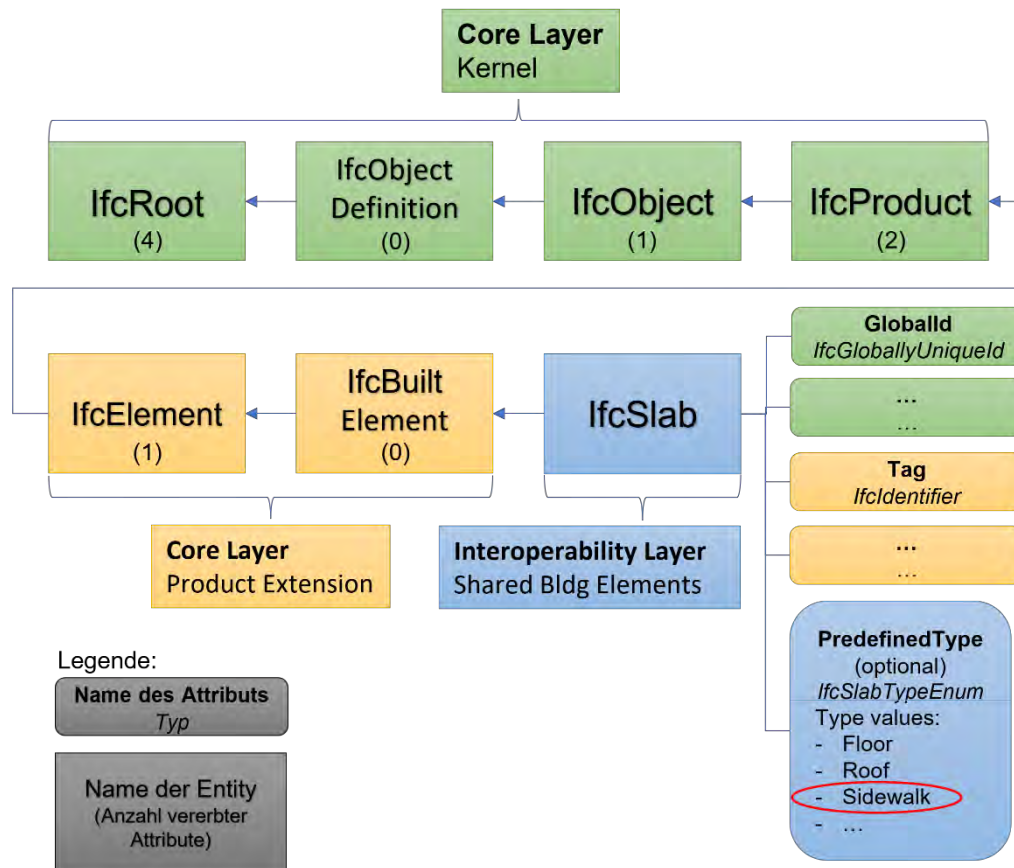 Core Layer
Kernel
IfcRoot
(4)
IfcObject
Definition
(0)
IfcObject
(1)
IfcProduct
(2)
IfcElement
(1)
IfcBuilt
Element
(0)
IfcSlab
GlobalId
IfcGloballyUniqueId
...
...
Tag
IfcIdentifier
...
...
Core Layer
Product Extension
Interoperability Layer
Shared Bldg Elements
PredefinedType
(optional)
IfcSlabTypeEnum
Type values:
- Floor
- Roof
- Sidewalk
- ...
Legende:
Name des Attributs
Typ
Name der Entity
(Anzahl vererbter
Attribute)